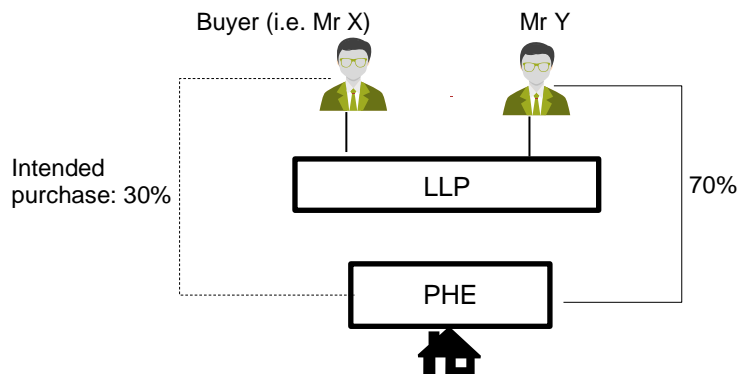 Buyer (i.e. Mr X)
Mr Y
Intended
purchase: 30%
LLP
70%
PHE